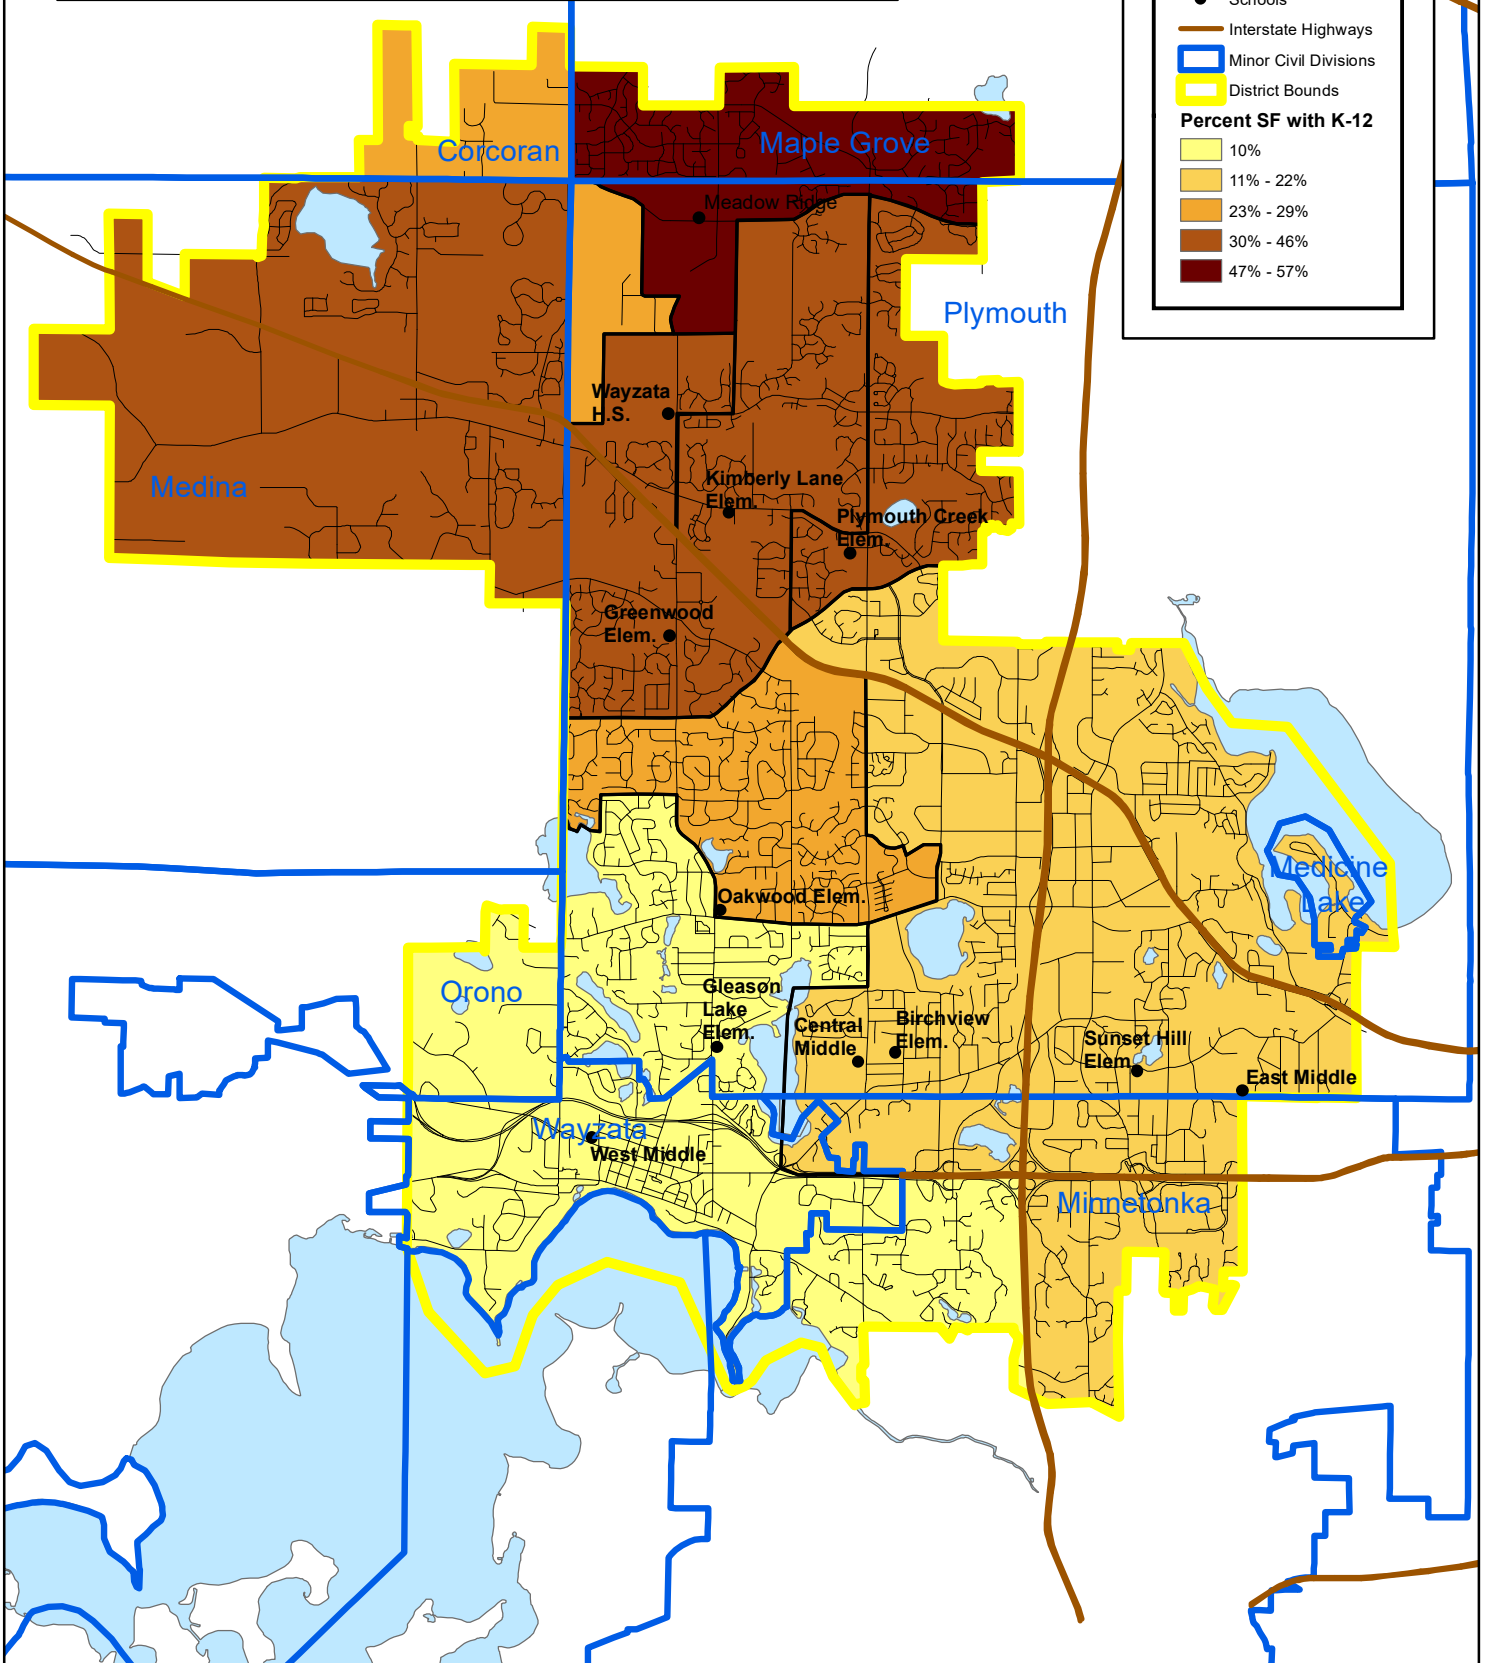 Schools
Interstate Highways
Minor Civil Divisions
District Bounds
Percent SF with K-12
10%
11% - 22%
23% - 29%
30% - 46%
47% - 57%
Corcoran
Maple Grove
Meadow Ridge
Plymouth
Wayzata
H.S.
Medina
Kimberly Lane
Elem.
Plymouth Creek
Elem.
Greenwood
Elem.
Medicine
Lake
Oakwood Elem.
Orono
Gleason
Lake
Elem.
Central
Middle
Birchview
Elem.
Sunset Hill
Elem.
East Middle
Wayzata
West Middle
Minnetonka